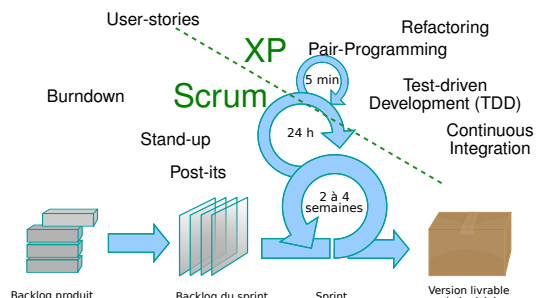 User-stories
Refactoring
XP
Pair-Programming
5 min
Test-driven
Development (TDD)
Burndown
Scrum
Continuous
Integration
24 h
Stand-up
Post-its
2 à 4
semaines
Backlog produit
Backlog du sprint
Sprint
Version livrable